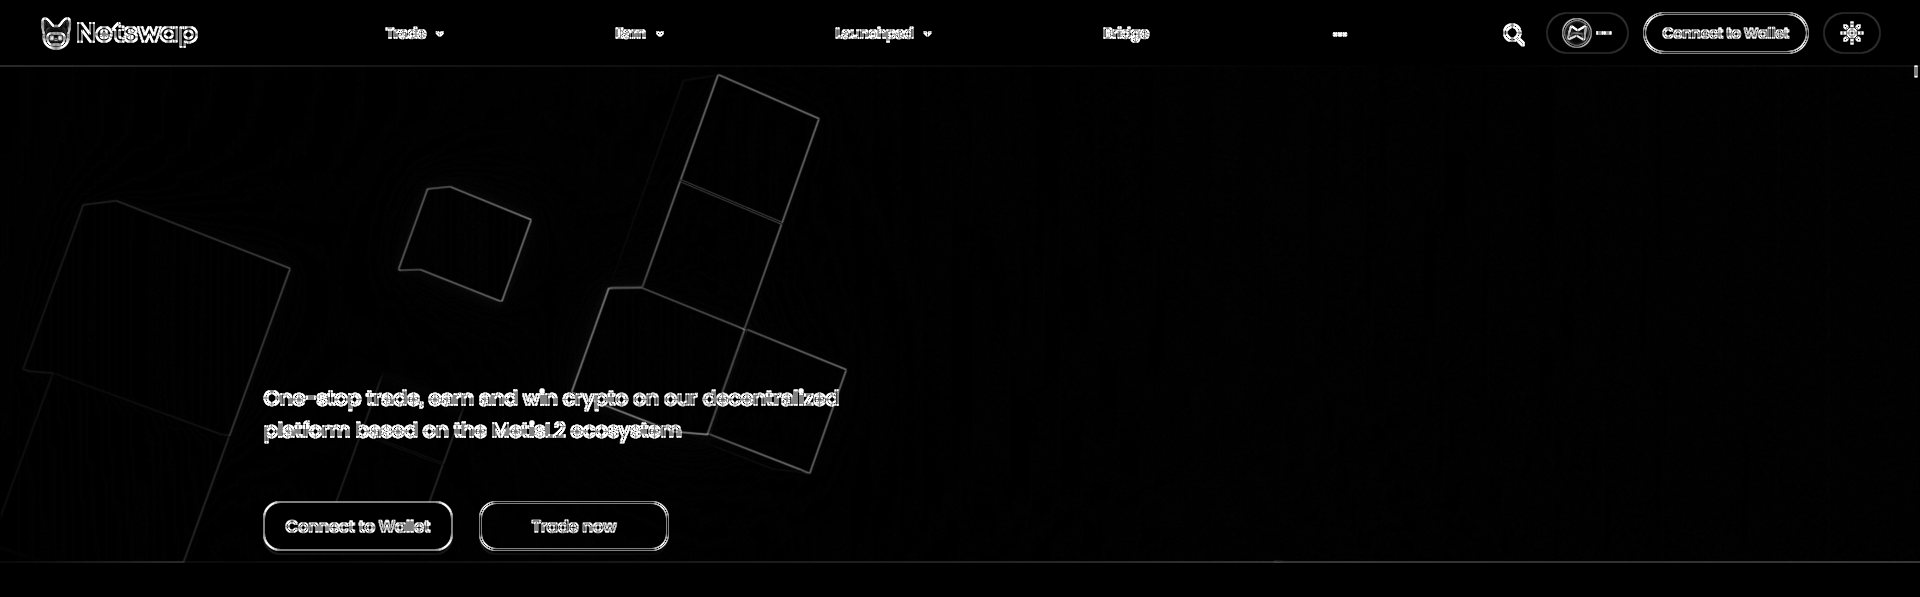 Netswap
Trade
Earn
Launchpad
Bridge
Connect to Wallet
One-stop trade, earn and win crypto on our decentralized
platform based on the MetisL2 ecosystem
Connect to Wallet
Trade now